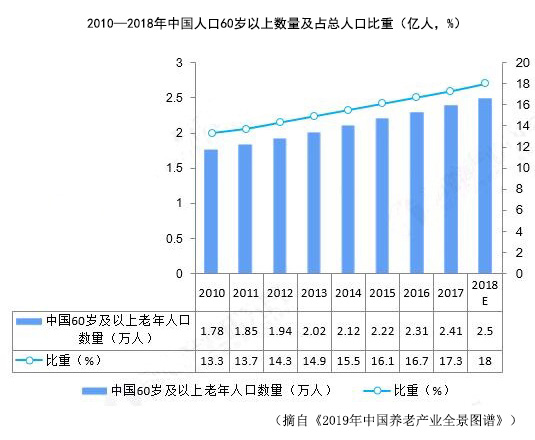 2010—2018年中国人口60岁以上数量及占总人口比重（亿人，%）
3 20
2.5 18
2 16
1.5 14
1 12
0.5 10
0 8
6
4
2
0
2010 2011 2012 2013 2014 2015 2016 2017 2018
E
中国60岁及以上老年人口
数量（万人） 1.78 1.85 1.94 2.02 2.12 2.22 2.31 2.41 2.5
比重（%） 13.3 13.7 14.3 14.9 15.5 16.1 16.7 17.3 18
中国60岁及以上老年人口数量（万人） 比重（%）
（摘自《2019年中国养老产业全景图谱》）